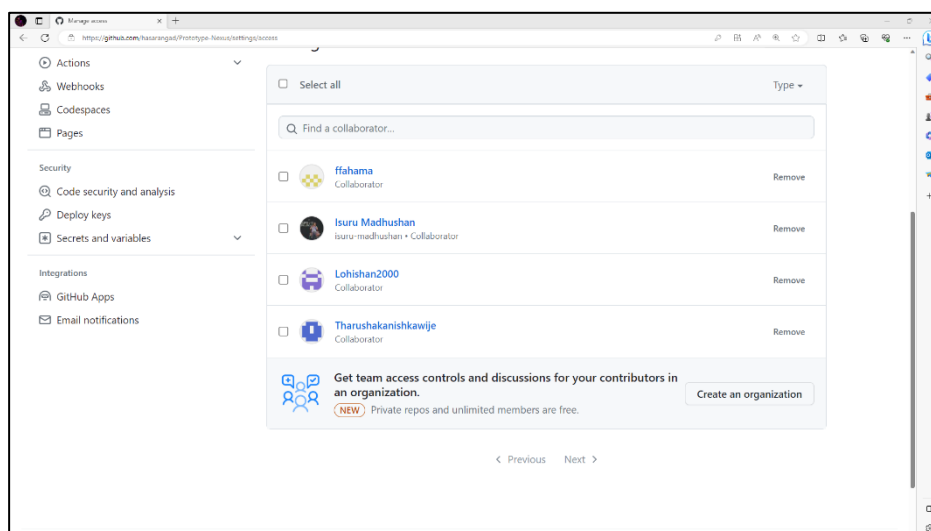 Manage access
https://github.com/hasarangad/Prototype-Nexus/settings/access
Actions
Webhooks
Codespaces
Pages
Security
Code security and analysis
Deploy keys
Secrets and variables
Integrations
GitHub Apps
Email notifications
Select all
Type
Find a collaborator...
ffahama
Collaborator
Remove
Isuru Madhushan
isuru-madhushan • Collaborator
Remove
Lohishan2000
Collaborator
Remove
Tharushakanishkawije
Collaborator
Remove
Get team access controls and discussions for your contributors in
an organization.
NEW Private repos and unlimited members are free.
Create an organization
Previous Next